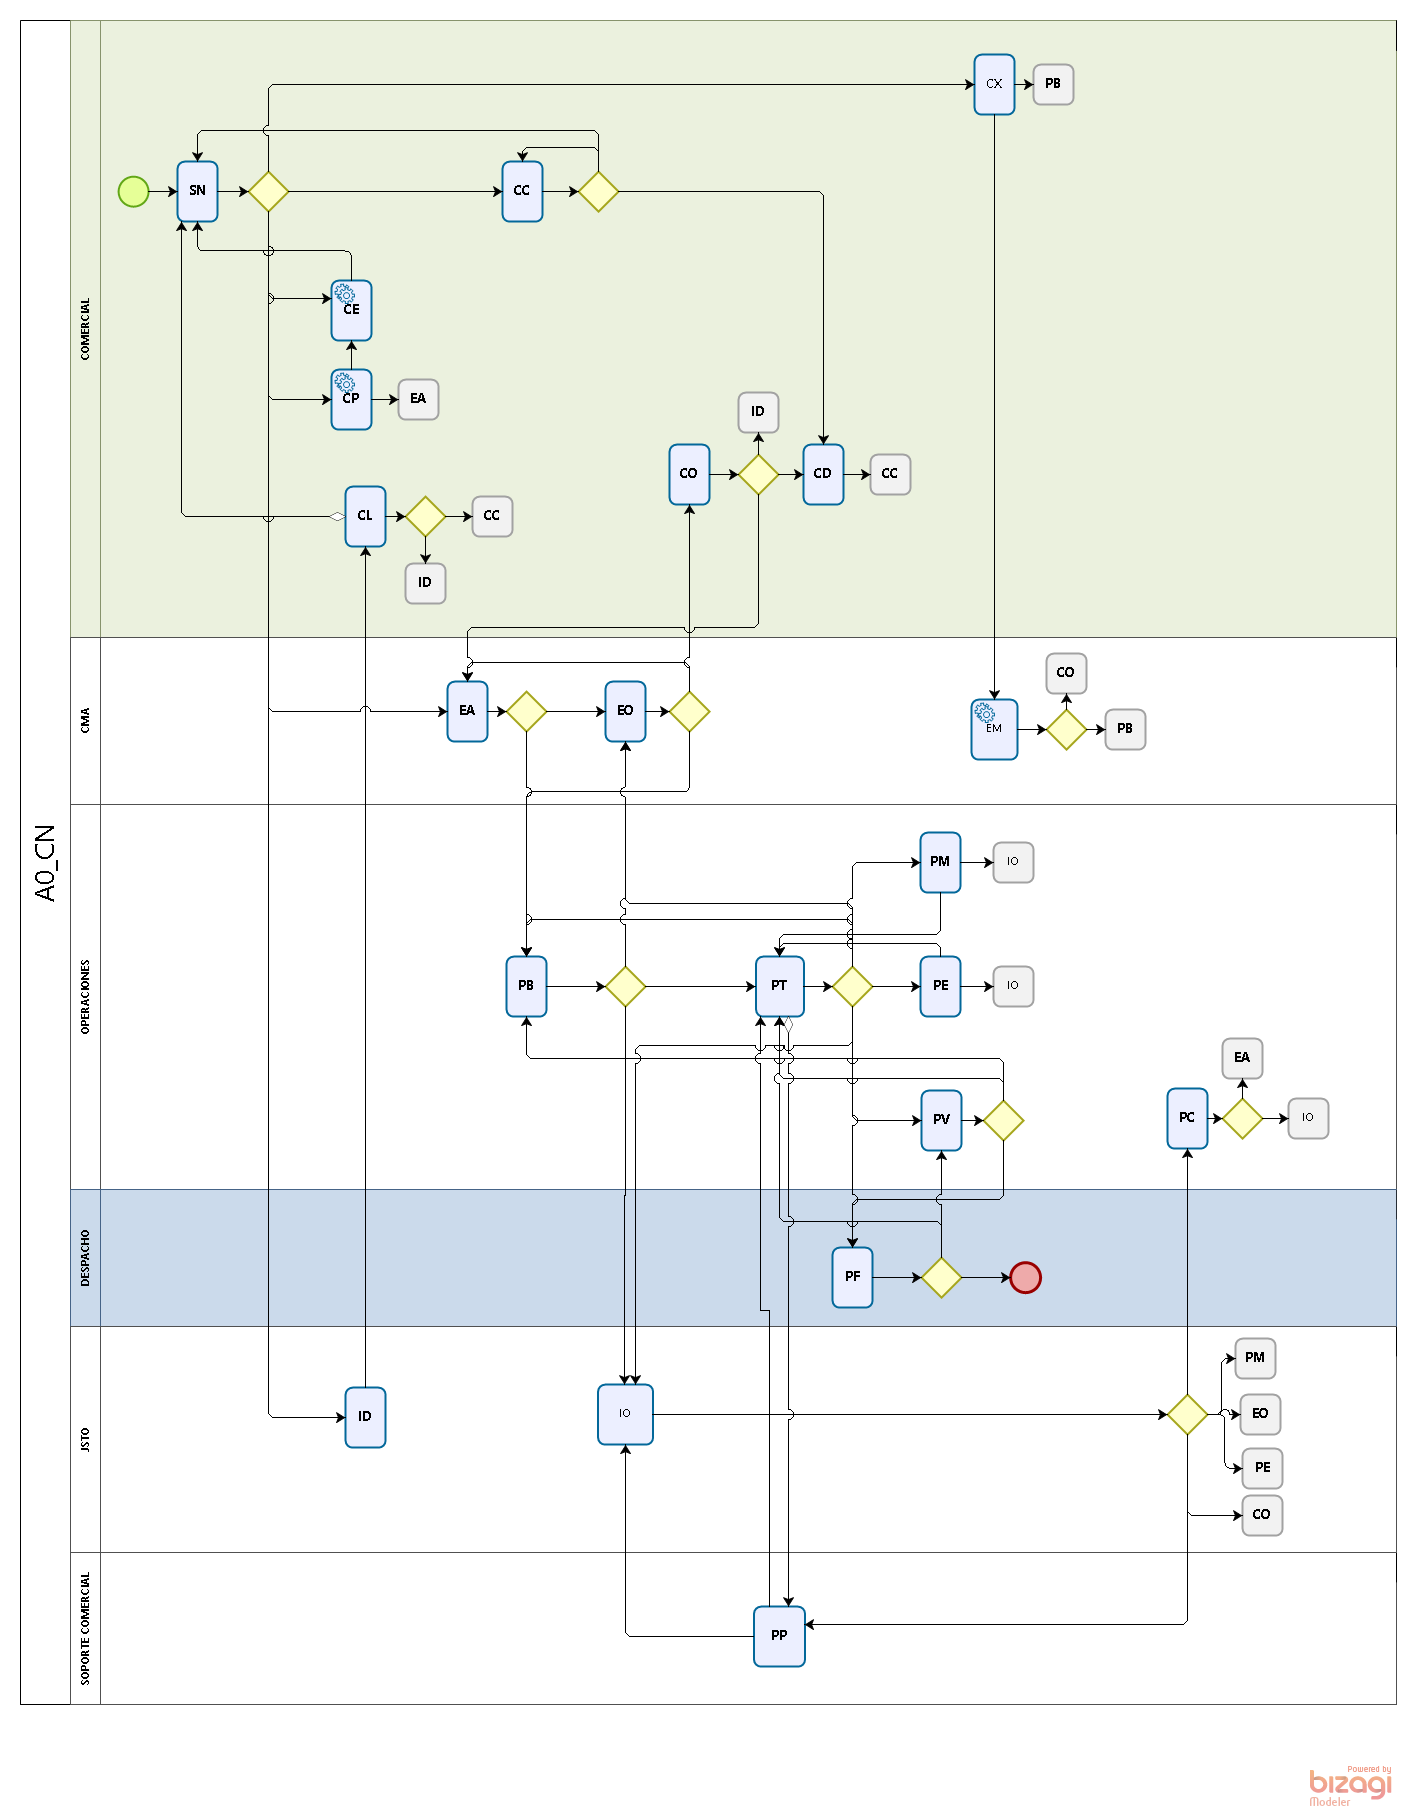 A0_CN
COMERCIAL
CX
PB
SN
CC
CE
CP
EA
ID
CO
CD
CC
CL
CC
ID
CMA
EA
EO
EM
CO
PB
OPERACIONES
PM
IO
PB
PT
PE
IO
PV
PC
EA
IO
DESPACHO
PF
JSTO
ID
IO
PM
EO
PE
CO
SOPORTE COMERCIAL
PP
Powered by
bizagi
Modeler